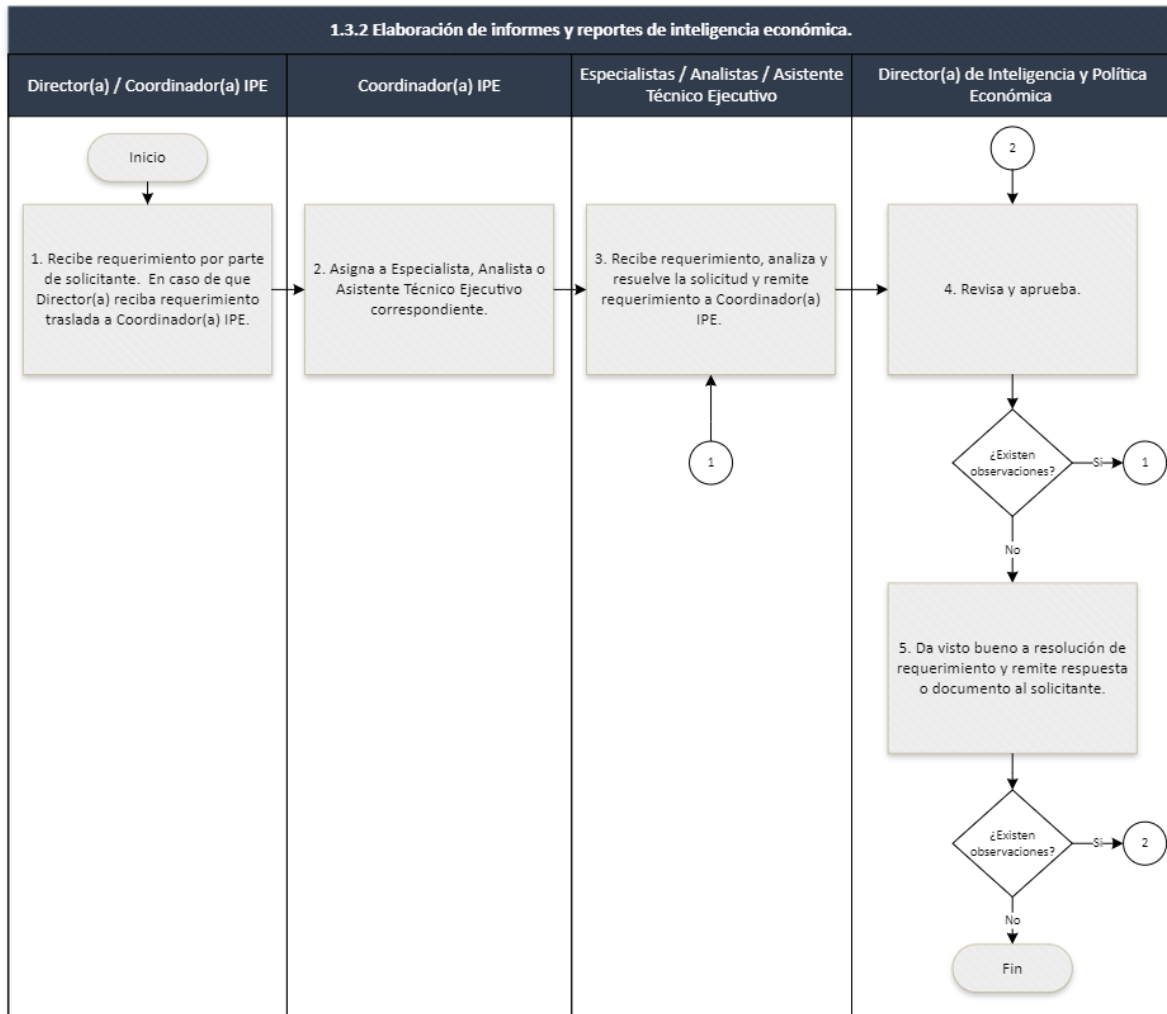 1.3.2 Elaboración de informes y reportes de inteligencia económica.
Director(a) / Coordinador(a) IPE
Coordinador(a) IPE
Especialistas / Analistas / Asistente
Técnico Ejecutivo
Director(a) de Inteligencia y Política
Económica
Inicio
1. Recibe requerimiento por parte
de solicitante. En caso de que
Director(a) reciba requerimiento
traslada a Coordinador(a) IPE.
2. Asigna a Especialista, Analista o
Asistente Técnico Ejecutivo
correspondiente.
3. Recibe requerimiento, analiza y
resuelve la solicitud y remite
requerimiento a Coordinador(a)
IPE.
1
2
4. Revisa y aprueba.
¿Existen
observaciones?
Si
1
No
5. Da visto bueno a resolución de
requerimiento y remite respuesta
o documento al solicitante.
¿Existen
observaciones?
Si
2
No
Fin